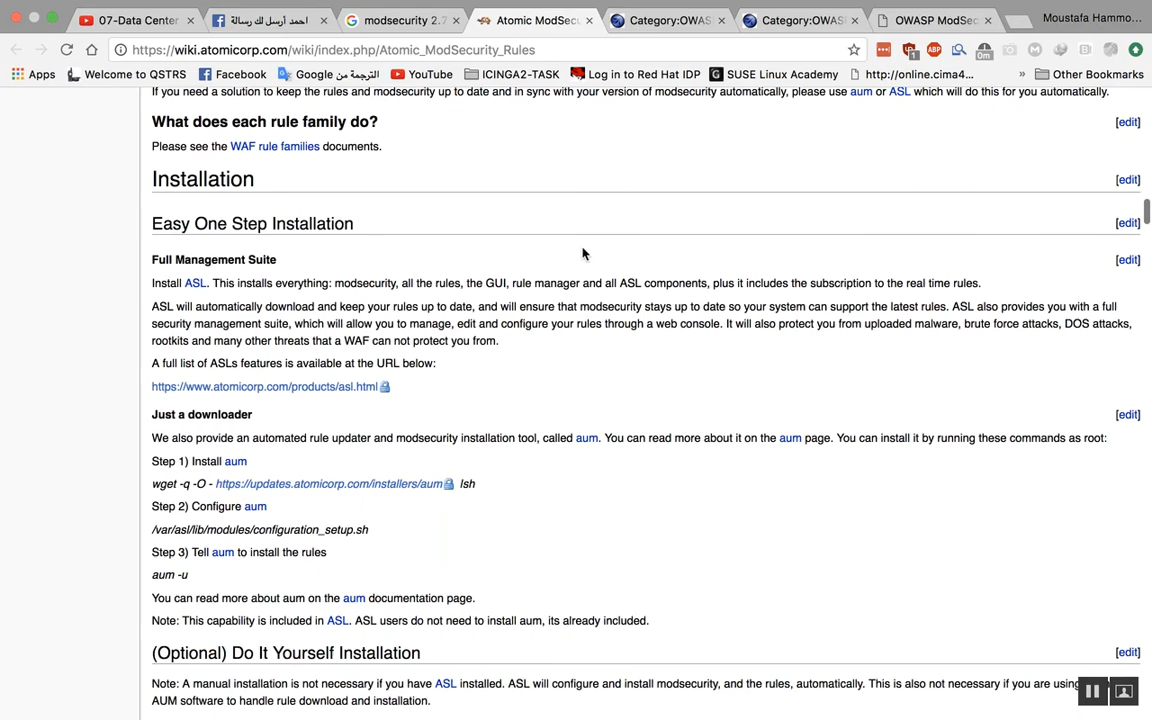 07-Data Center
احمد أرسل لك رسالة
modsecurity 2.7
Atomic ModSecu
Category:OWAS
Category:OWAS
OWASP ModSec
Moustafa Hammo...
https://wiki.atomicorp.com/wiki/index.php/Atomic_ModSecurity_Rules
1
ABP
0m
Apps
Welcome to QSTRS
Facebook
Google الترجمة من
YouTube
ICINGA2-TASK
Log in to Red Hat IDP
SUSE Linux Academy
http://online.cima4...
»
Other Bookmarks
If you need a solution to keep the rules and modsecurity up to date and in sync with your version of modsecurity automatically, please use aum or ASL which will do this for you automatically.
What does each rule family do? [edit]
Please see the WAF rule families documents.
Installation [edit]
Easy One Step Installation [edit]
Full Management Suite [edit]
Install ASL. This installs everything: modsecurity, all the rules, the GUI, rule manager and all ASL components, plus it includes the subscription to the real time rules.
ASL will automatically download and keep your rules up to date, and will ensure that modsecurity stays up to date so your system can support the latest rules. ASL also provides you with a full
security management suite, which will allow you to manage, edit and configure your rules through a web console. It will also protect you from uploaded malware, brute force attacks, DOS attacks,
rootkits and many other threats that a WAF can not protect you from.
A full list of ASLs features is available at the URL below:
https://www.atomicorp.com/products/asl.html
Just a downloader [edit]
We also provide an automated rule updater and modsecurity installation tool, called aum. You can read more about it on the aum page. You can install it by running these commands as root:
Step 1) Install aum
wget -q -O - https://updates.atomicorp.com/installers/aum lsh
Step 2) Configure aum
/var/asl/lib/modules/configuration_setup.sh
Step 3) Tell aum to install the rules
aum -u
You can read more about aum on the aum documentation page.
Note: This capability is included in ASL. ASL users do not need to install aum, its already included.
(Optional) Do It Yourself Installation [edit]
Note: A manual installation is not necessary if you have ASL installed. ASL will configure and install modsecurity, and the rules, automatically. This is also not necessary if you are using
AUM software to handle rule download and installation.